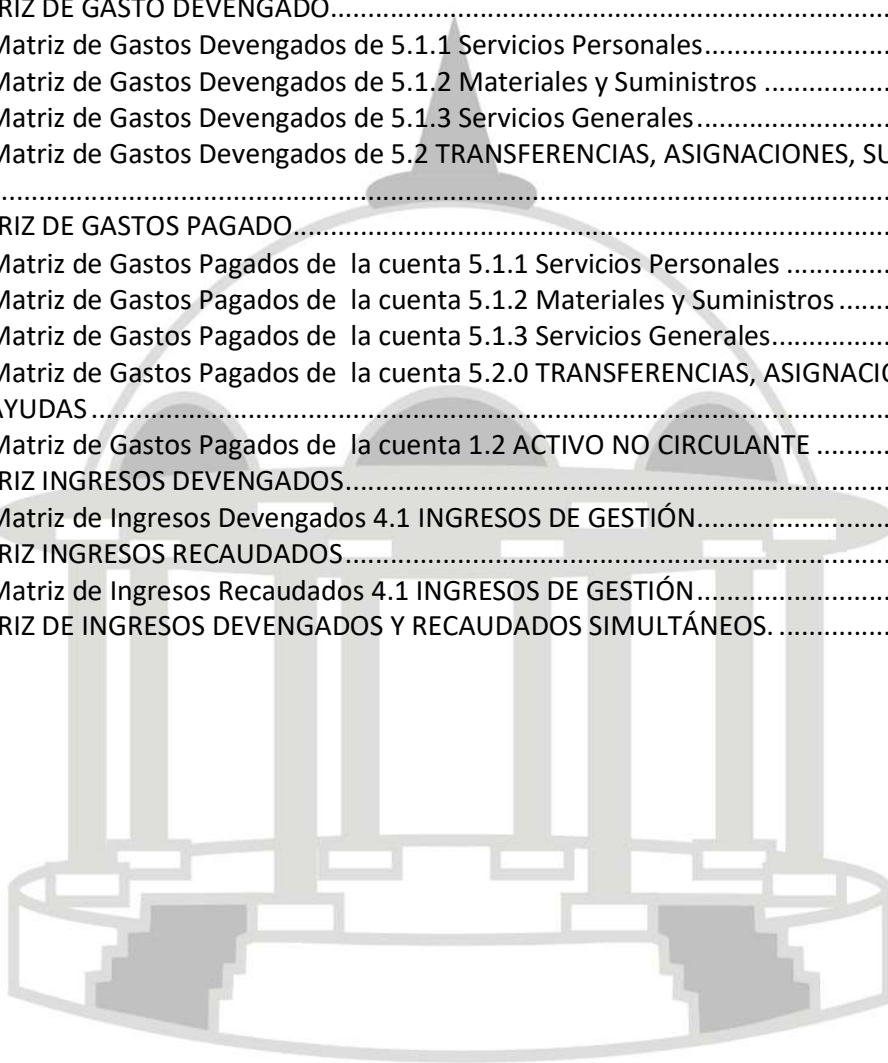 RIZ DE GASTO DEVENGADO
Matriz de Gastos Devengados de 5.1.1 Servicios Personales
Matriz de Gastos Devengados de 5.1.2 Materiales y Suministros
Matriz de Gastos Devengados de 5.1.3 Servicios Generales
Matriz de Gastos Devengados de 5.2 TRANSFERENCIAS, ASIGNACIONES, SU
RIZ DE GASTOS PAGADO
Matriz de Gastos Pagados de la cuenta 5.1.1 Servicios Personales
Matriz de Gastos Pagados de la cuenta 5.1.2 Materiales y Suministros
Matriz de Gastos Pagados de la cuenta 5.1.3 Servicios Generales
Matriz de Gastos Pagados de la cuenta 5.2.0 TRANSFERENCIAS, ASIGNACIO
AYUDAS
Matriz de Gastos Pagados de la cuenta 1.2 ACTIVO NO CIRCULANTE
RIZ INGRESOS DEVENGADOS
Matriz de Ingresos Devengados 4.1 INGRESOS DE GESTIÓN
RIZ INGRESOS RECAUDADOS
Matriz de Ingresos Recaudados 4.1 INGRESOS DE GESTIÓN
RIZ DE INGRESOS DEVENGADOS Y RECAUDADOS SIMULTÁNEOS.